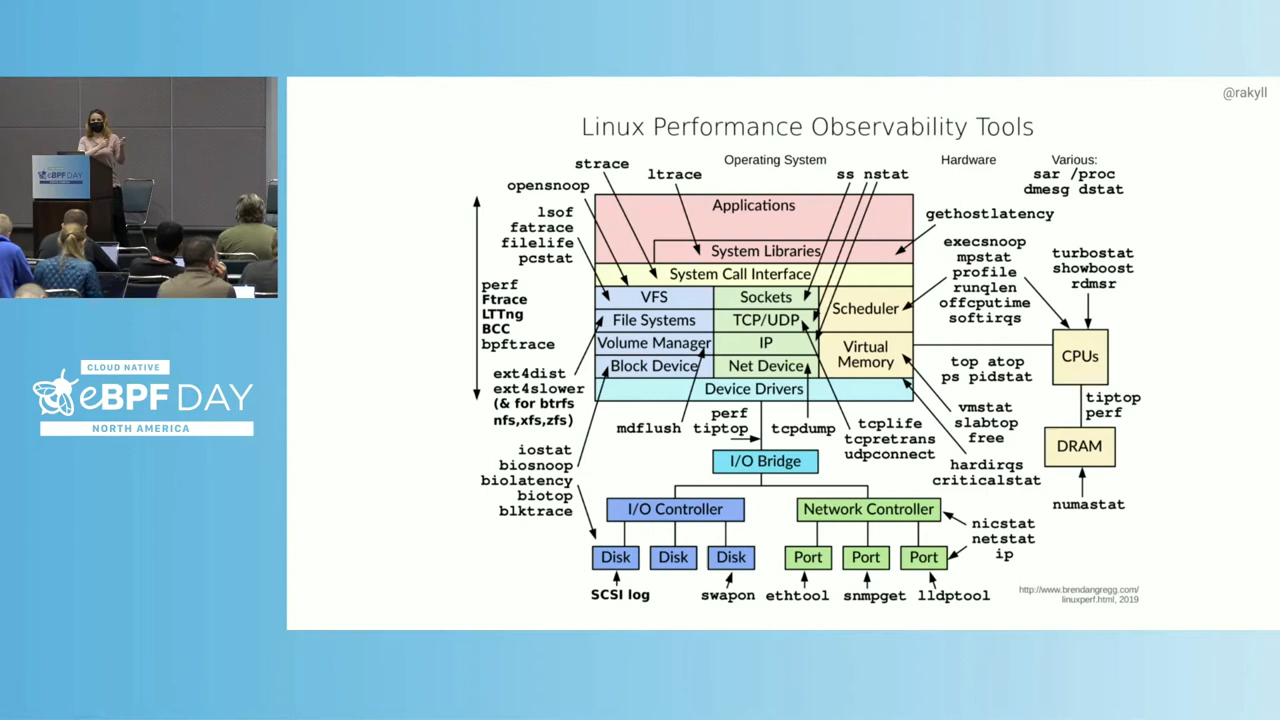 @rakyll
Linux Performance Observability Tools
Operating System
Hardware
Various:
sar /proc
dmesg dstat
strace
ltrace
ss nstat
opensnoop
lsof
fatrace
filelife
pcstat
perf
Ftrace
LTTng
BCC
bpftrace
ext4dist
ext4slower
(& for btrfs
nfs,xfs,zfs)
iostat
biosnoop
biolatency
biotop
blktrace
Applications
System Libraries
System Call Interface
VFS
Sockets
Scheduler
File Systems
TCP/UDP
Volume Manager
IP
Virtual
Memory
Block Device
Net Device
Device Drivers
gethostlatency
execsnoop
mpstat
profile
runqlen
offcputime
softirqs
turbostat
showboost
rdmsr
CPUs
top atop
ps pidstat
tiptop
perf
vmstat
slabtop
free
DRAM
hardirqs
criticalstat
numastat
mdflush
perf
tiptop
tcpdump
tcplife
tcpretrans
udpconnect
I/O Bridge
I/O Controller
Network Controller
nicstat
netstat
ip
Disk
Disk
Disk
Port
Port
Port
SCSI log
swapon
ethtool
snmpget
lldptool
http://www.brendangregg.com/
linuxperf.html, 2019
eBPF DAY
CLOUD NATIVE
eBPF DAY
NORTH AMERICA